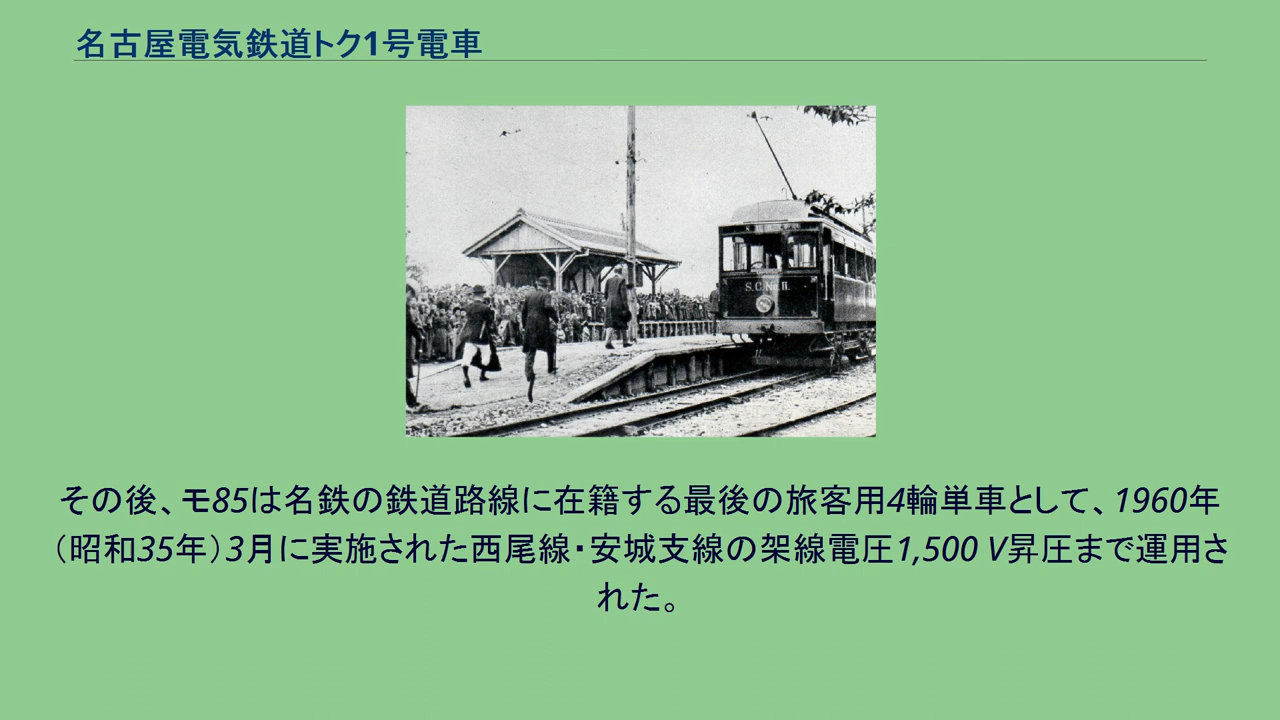 名古屋電気鉄道トク1号電車
S.C.No.II.
その後、モ85は名鉄の鉄道路線に在籍する最後の旅客用4輪単車として、1960年
（昭和35年）3月に実施された西尾線・安城支線の架線電圧1,500 V昇圧まで運用さ
れた。